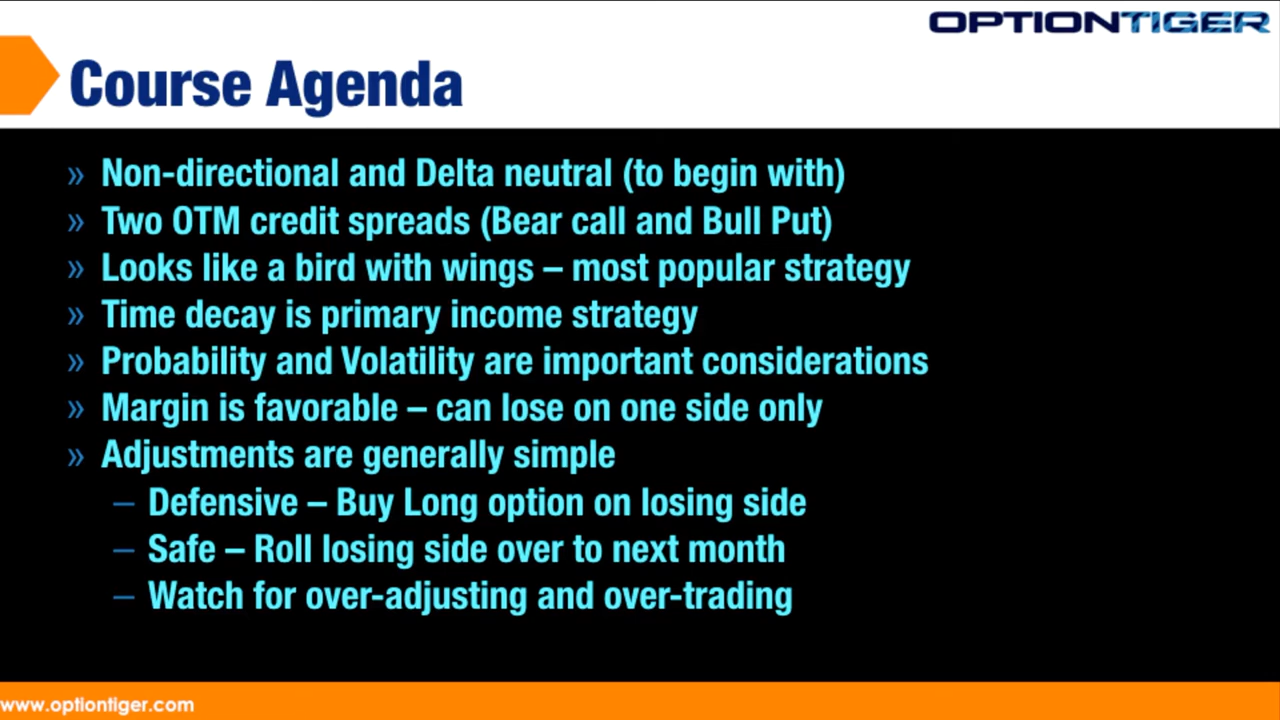 OPTIONTIGER
Course Agenda
» Non-directional and Delta neutral (to begin with)
» Two OTM credit spreads (Bear call and Bull Put)
» Looks like a bird with wings – most popular strategy
» Time decay is primary income strategy
» Probability and Volatility are important considerations
» Margin is favorable – can lose on one side only
» Adjustments are generally simple
– Defensive – Buy Long option on losing side
– Safe – Roll losing side over to next month
– Watch for over-adjusting and over-trading
www.optiontiger.com